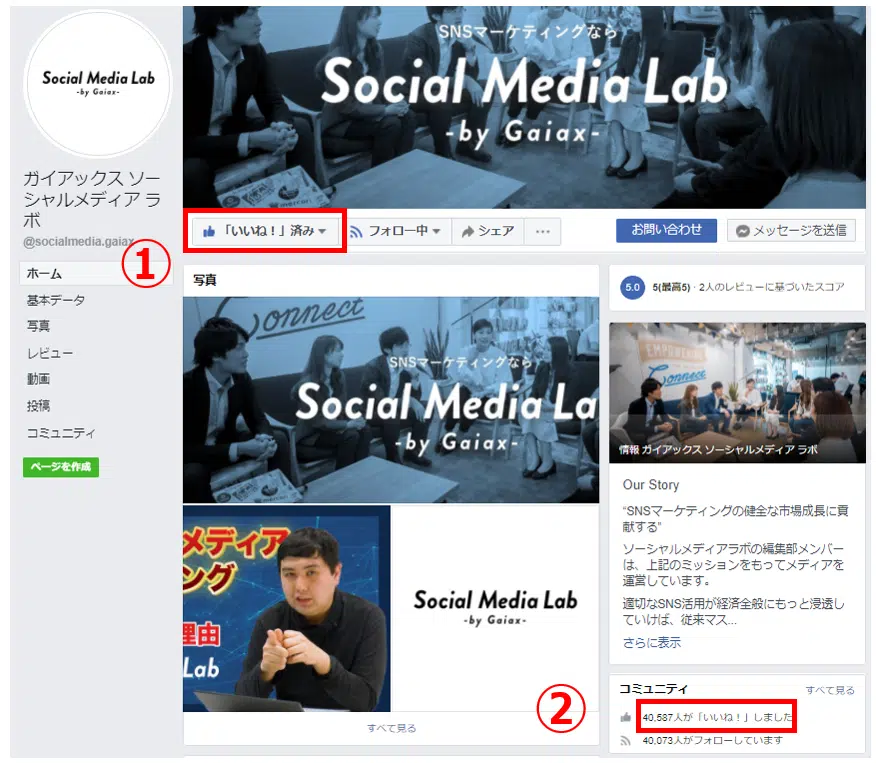 Social Media Lab
-by Gaiax-
SNSマーケティングなら
Social Media Lab
-by Gaiax-
ガイアックス ソー
シャルメディア ラ
ボ
@socialmedia.gaiax
①
「いいね！」済み
フォロー中
シェア
...
お問い合わせ
メッセージを送信
ホーム
基本データ
写真
レビュー
動画
投稿
コミュニティ
ページを作成
写真
Connect
SNSマーケティングなら
Social Media La
-by Gaiax-
メディア
ング
理由
Lab
Social Media Lab
-by Gaiax-
②
すべて見る
5.0
5(最高5) · 2人のレビューに基づいたスコア
Connect
情報 ガイアックス ソーシャルメディア ラボ
Our Story
“SNSマーケティングの健全な市場成長に貢
献する”
ソーシャルメディアラボの編集部メンバー
は、上記のミッションをもってメディアを
運営しています。
適切なSNS活用が経済全般にもっと浸透し
ていけば、従来マス...
さらに表示
コミュニティ
すべて見る
40,587人が「いいね！」しました
40,073人がフォローしています